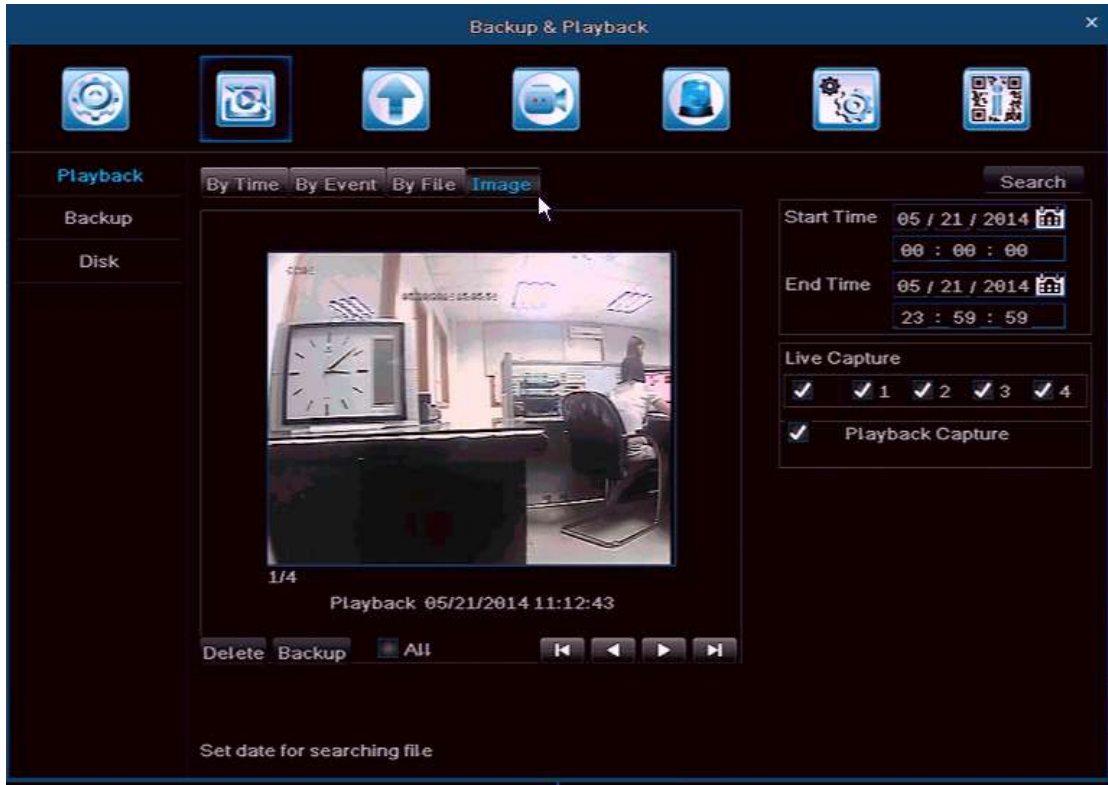 Backup & Playback
Playback
Backup
Disk
By Time By Event By File Image
Search
Start Time 05 / 21 / 2014
00 : 00 : 00
End Time 05 / 21 / 2014
23 : 59 : 59
Live Capture
1 2 3 4
Playback Capture
1/4
Playback 05/21/2014 11:12:43
Delete Backup All
Set date for searching file